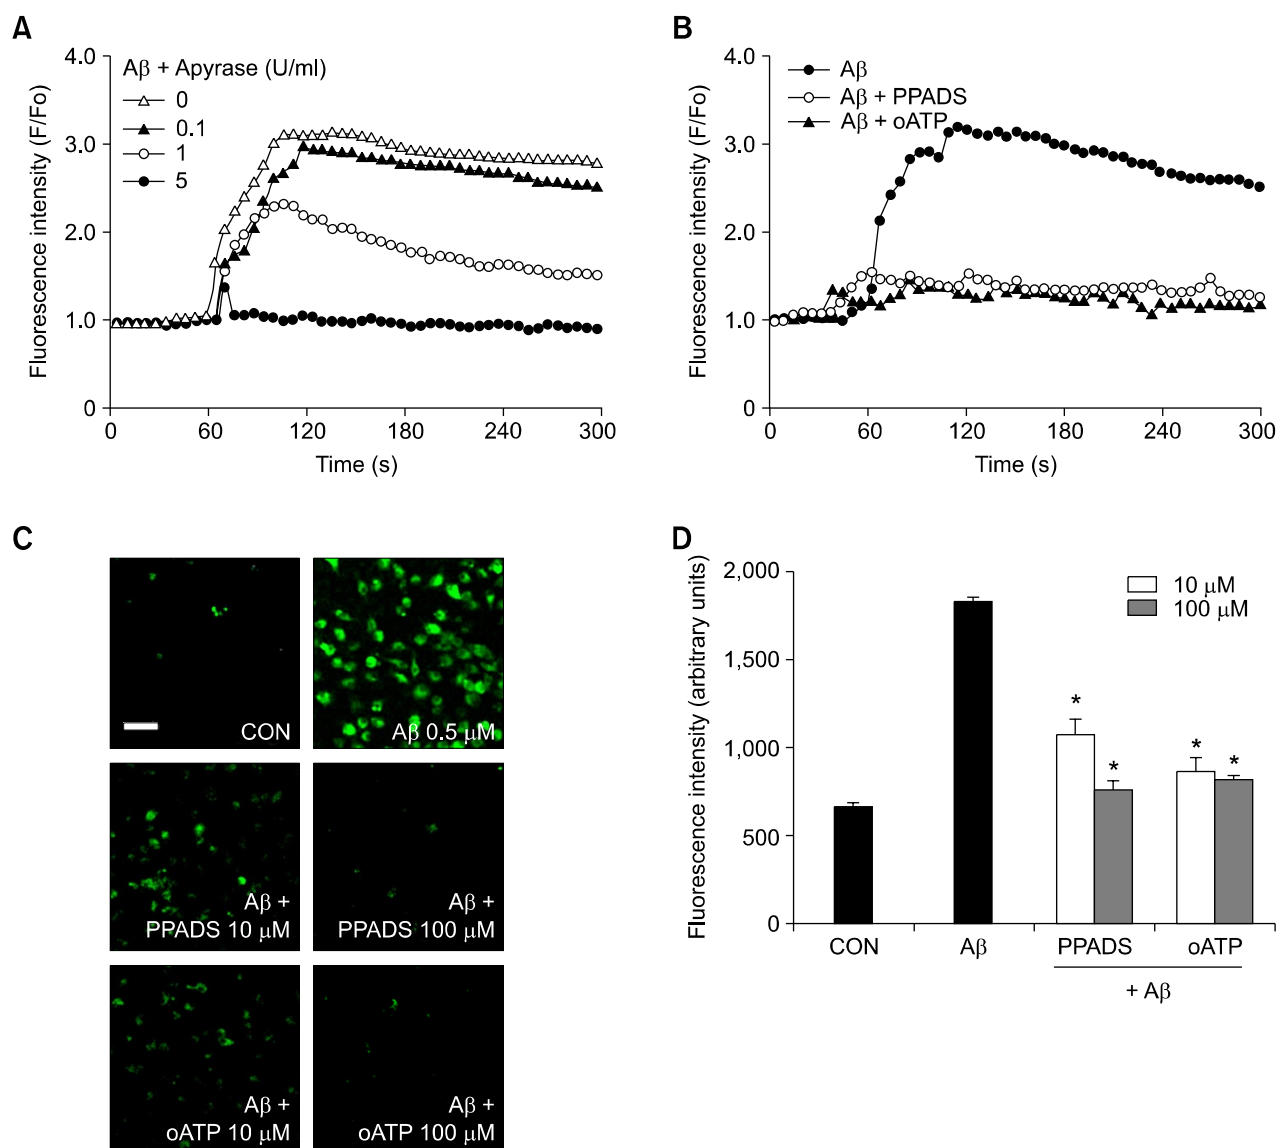 A
Fluorescence intensity (F/Fo)
4.0
3.0
2.0
1.0
0
Aβ + Apyrase (U/ml)
0
0.1
1
5
0 60 120 180 240 300
Time (s)
B
Fluorescence intensity (F/Fo)
4.0
3.0
2.0
1.0
0
Aβ
Aβ + PPADS
Aβ + oATP
0 60 120 180 240 300
Time (s)
C
CON
Aβ 0.5 μM
Aβ +
PPADS 10 μM
Aβ +
PPADS 100 μM
Aβ +
oATP 10 μM
Aβ +
oATP 100 μM
D
Fluorescence intensity (arbitrary units)
2,000
1,500
1,000
500
0
10 μM
100 μM
*
*
*
*
CON Aβ PPADS oATP
+ Aβ